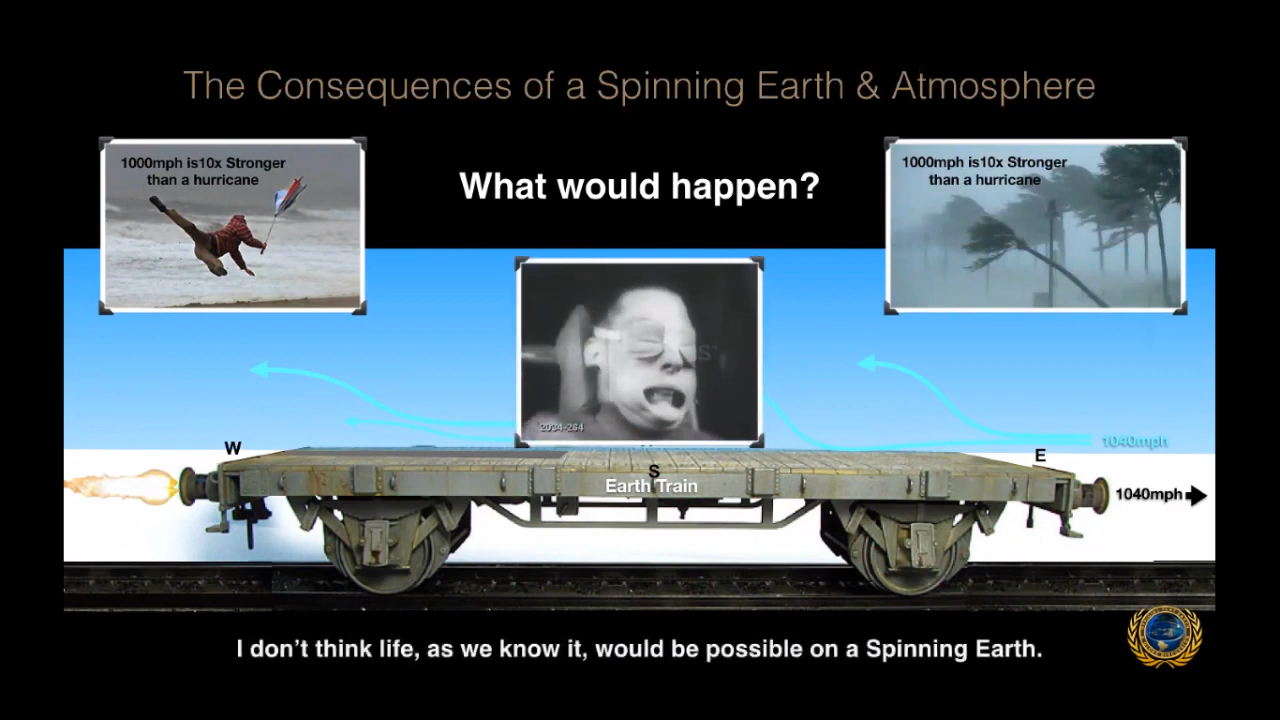 The Consequences of a Spinning Earth & Atmosphere
1000mph is10x Stronger
than a hurricane
What would happen?
1000mph is10x Stronger
than a hurricane
2004-264
1040mph
W
E
S
Earth Train
1040mph
I don't think life, as we know it, would be possible on a Spinning Earth.